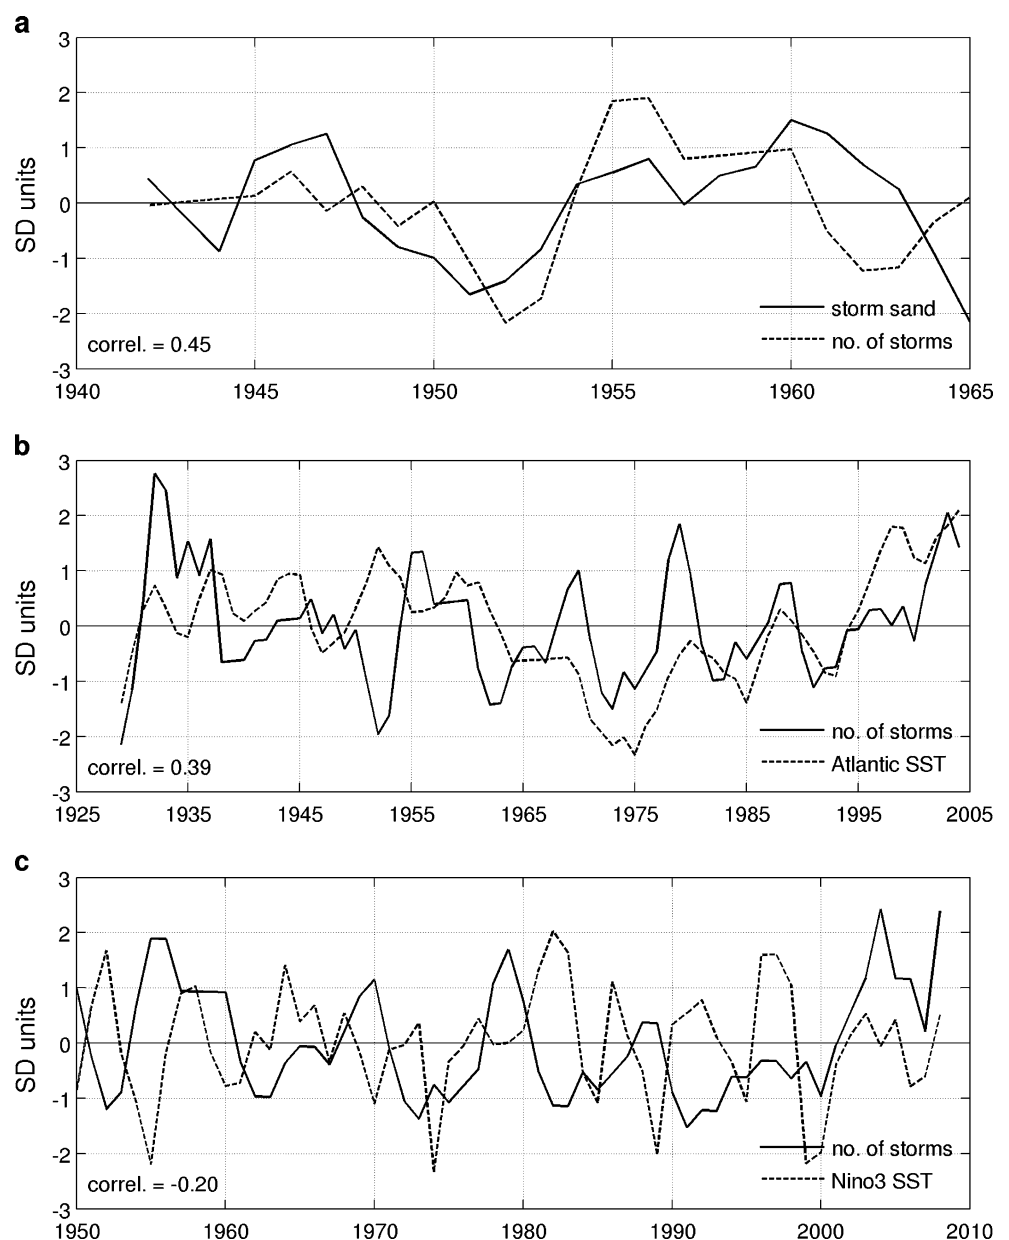 a
3
2
1
0
-1
-2
-3
SD units
storm sand
no. of storms
correl. = 0.45
1940 1945 1950 1955 1960 1965
b
3
2
1
0
-1
-2
-3
SD units
no. of storms
Atlantic SST
correl. = 0.39
1925 1935 1945 1955 1965 1975 1985 1995 2005
c
3
2
1
0
-1
-2
-3
SD units
no. of storms
Nino3 SST
correl. = -0.20
1950 1960 1970 1980 1990 2000 2010